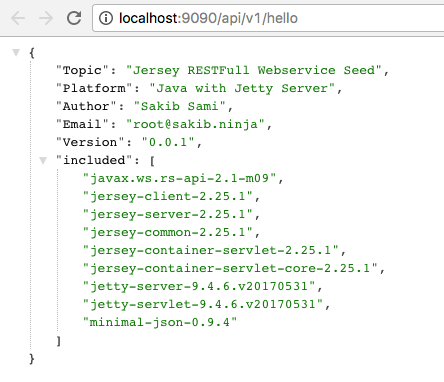 localhost:9090/api/v1/hello
{
"Topic": "Jersey RESTFull Webservice Seed",
"Platform": "Java with Jetty Server",
"Author": "Sakib Sami",
"Email": "root@sakib.ninja",
"Version": "0.0.1",
"included": [
"javax.ws.rs-api-2.1-m09",
"jersey-client-2.25.1",
"jersey-server-2.25.1",
"jersey-common-2.25.1",
"jersey-container-servlet-2.25.1",
"jersey-container-servlet-core-2.25.1",
"jetty-server-9.4.6.v20170531",
"jetty-servlet-9.4.6.v20170531",
"minimal-json-0.9.4"
]
}